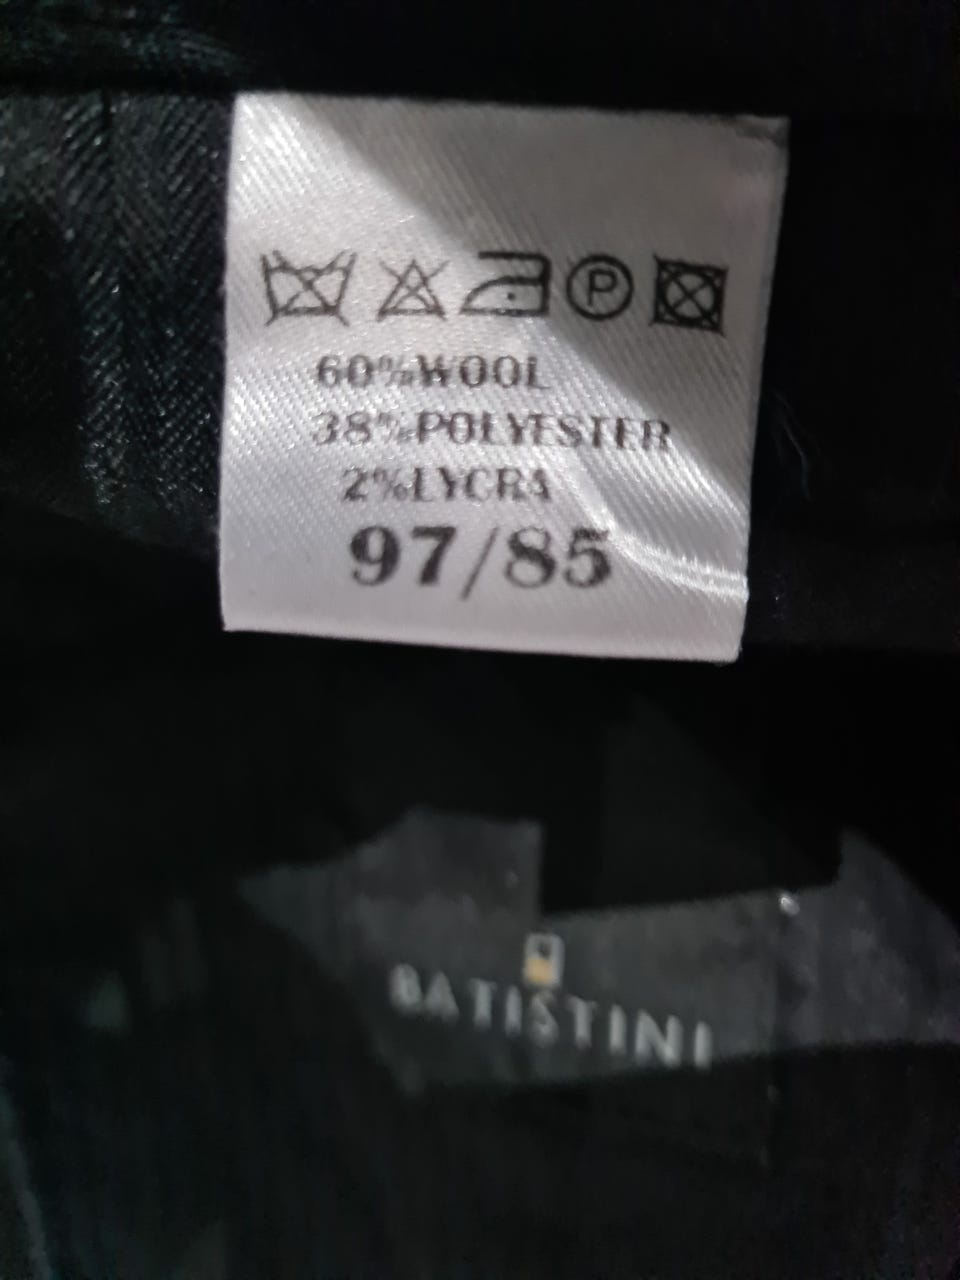 P
60%WOOL
38%POLYESTER
2%LYCRA
97/85
BATISTINI